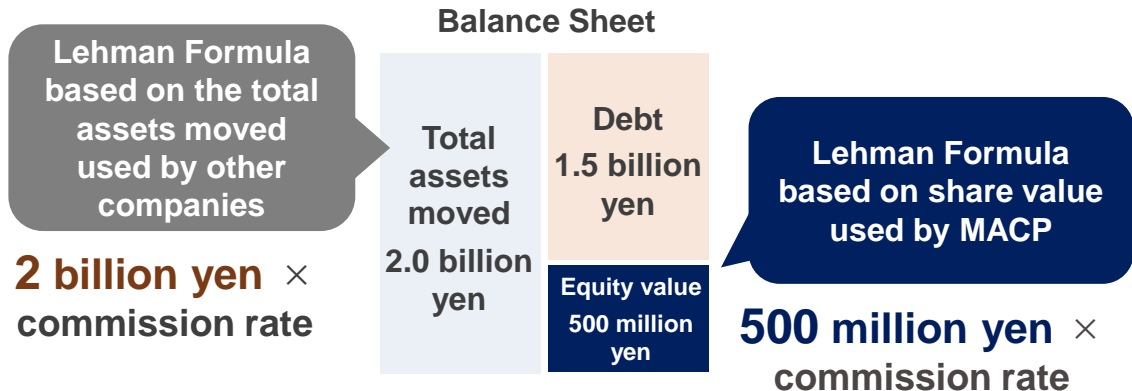 Balance Sheet
Lehman Formula
based on the total
assets moved
used by other
companies
2 billion yen ×
commission rate
Total
assets
moved
2.0 billion
yen
Debt
1.5 billion
yen
Equity value
500 million
yen
Lehman Formula
based on share value
used by MACP
500 million yen ×
commission rate